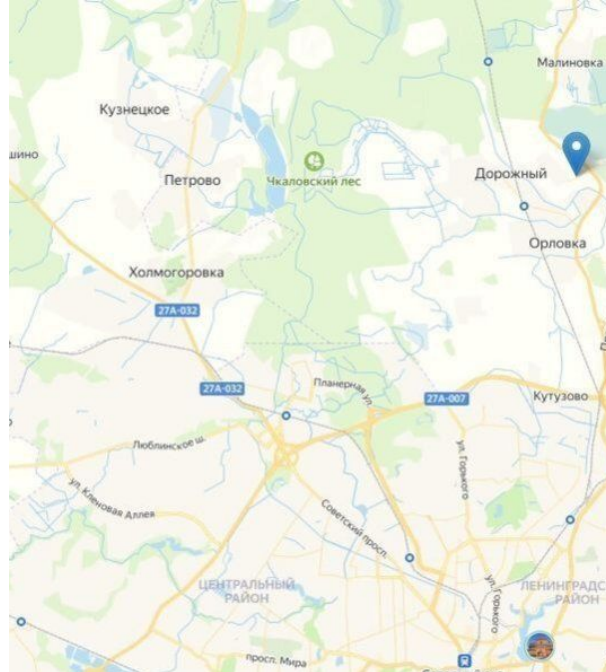 Малиновка
Кузнецкое
Петрово
Чкаловский лес
Дорожный
Орловка
Холмогоровка
27А-032
27А-032
Планерная ул.
27А-007
Кутузово
Люблинское ш.
ул. Горького
ул. Кленовая Аллея
Советский просп.
ЦЕНТРАЛЬНЫЙ
РАЙОН
ул. Горького
ЛЕНИНГРАДС
РАЙОН
просп. Мира